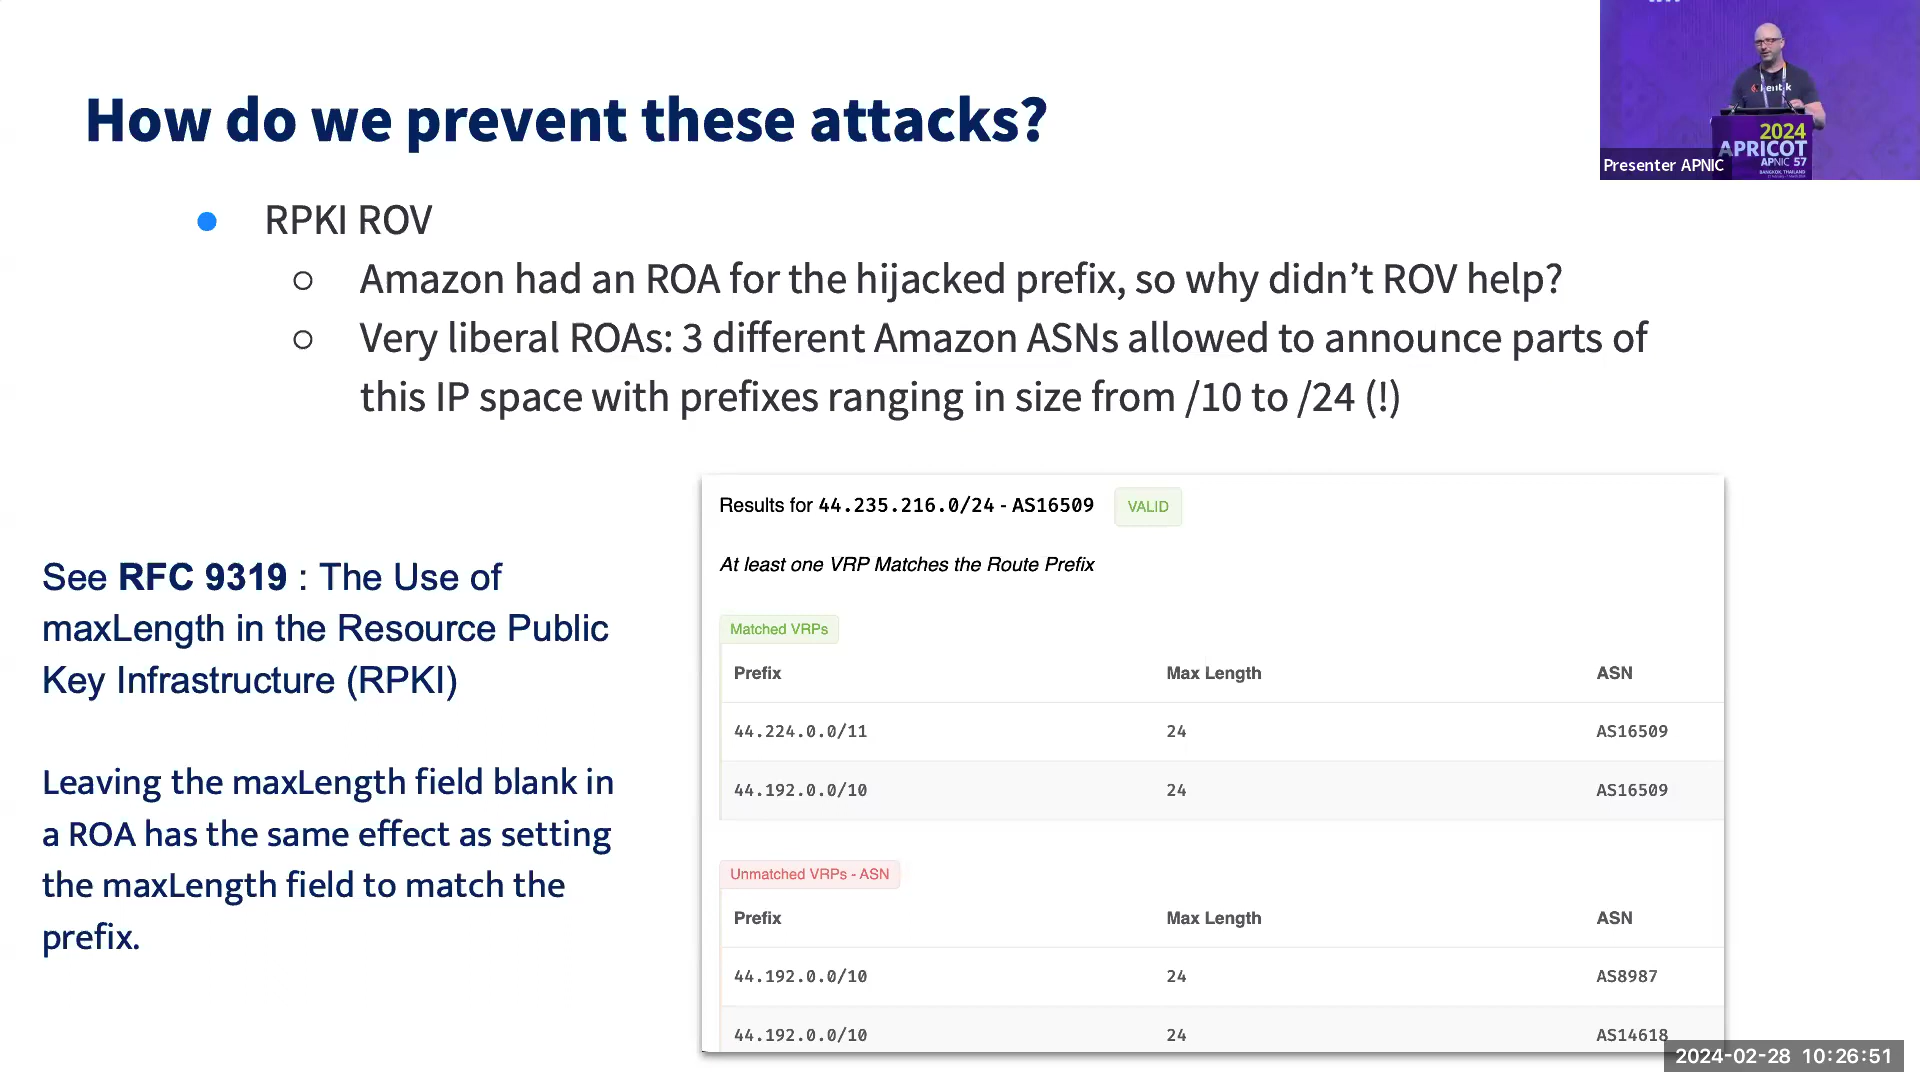 How do we prevent these attacks?
RPKI ROV
Amazon had an ROA for the hijacked prefix, so why didn’t ROV help?
Very liberal ROAs: 3 different Amazon ASNs allowed to announce parts of
this IP space with prefixes ranging in size from /10 to /24 (!)
See RFC 9319 : The Use of
maxLength in the Resource Public
Key Infrastructure (RPKI)
Leaving the maxLength field blank in
a ROA has the same effect as setting
the maxLength field to match the
prefix.
Results for 44.235.216.0/24 - AS16509 VALID
At least one VRP Matches the Route Prefix
Matched VRPs
Prefix Max Length ASN
44.224.0.0/11 24 AS16509
44.192.0.0/10 24 AS16509
Unmatched VRPs - ASN
Prefix Max Length ASN
44.192.0.0/10 24 AS8987
44.192.0.0/10 24 AS14618
kentik
2024
APRICOT
APNIC 57
BANGKOK, THAILAND
Presenter APNIC
2024-02-28 10:26:51